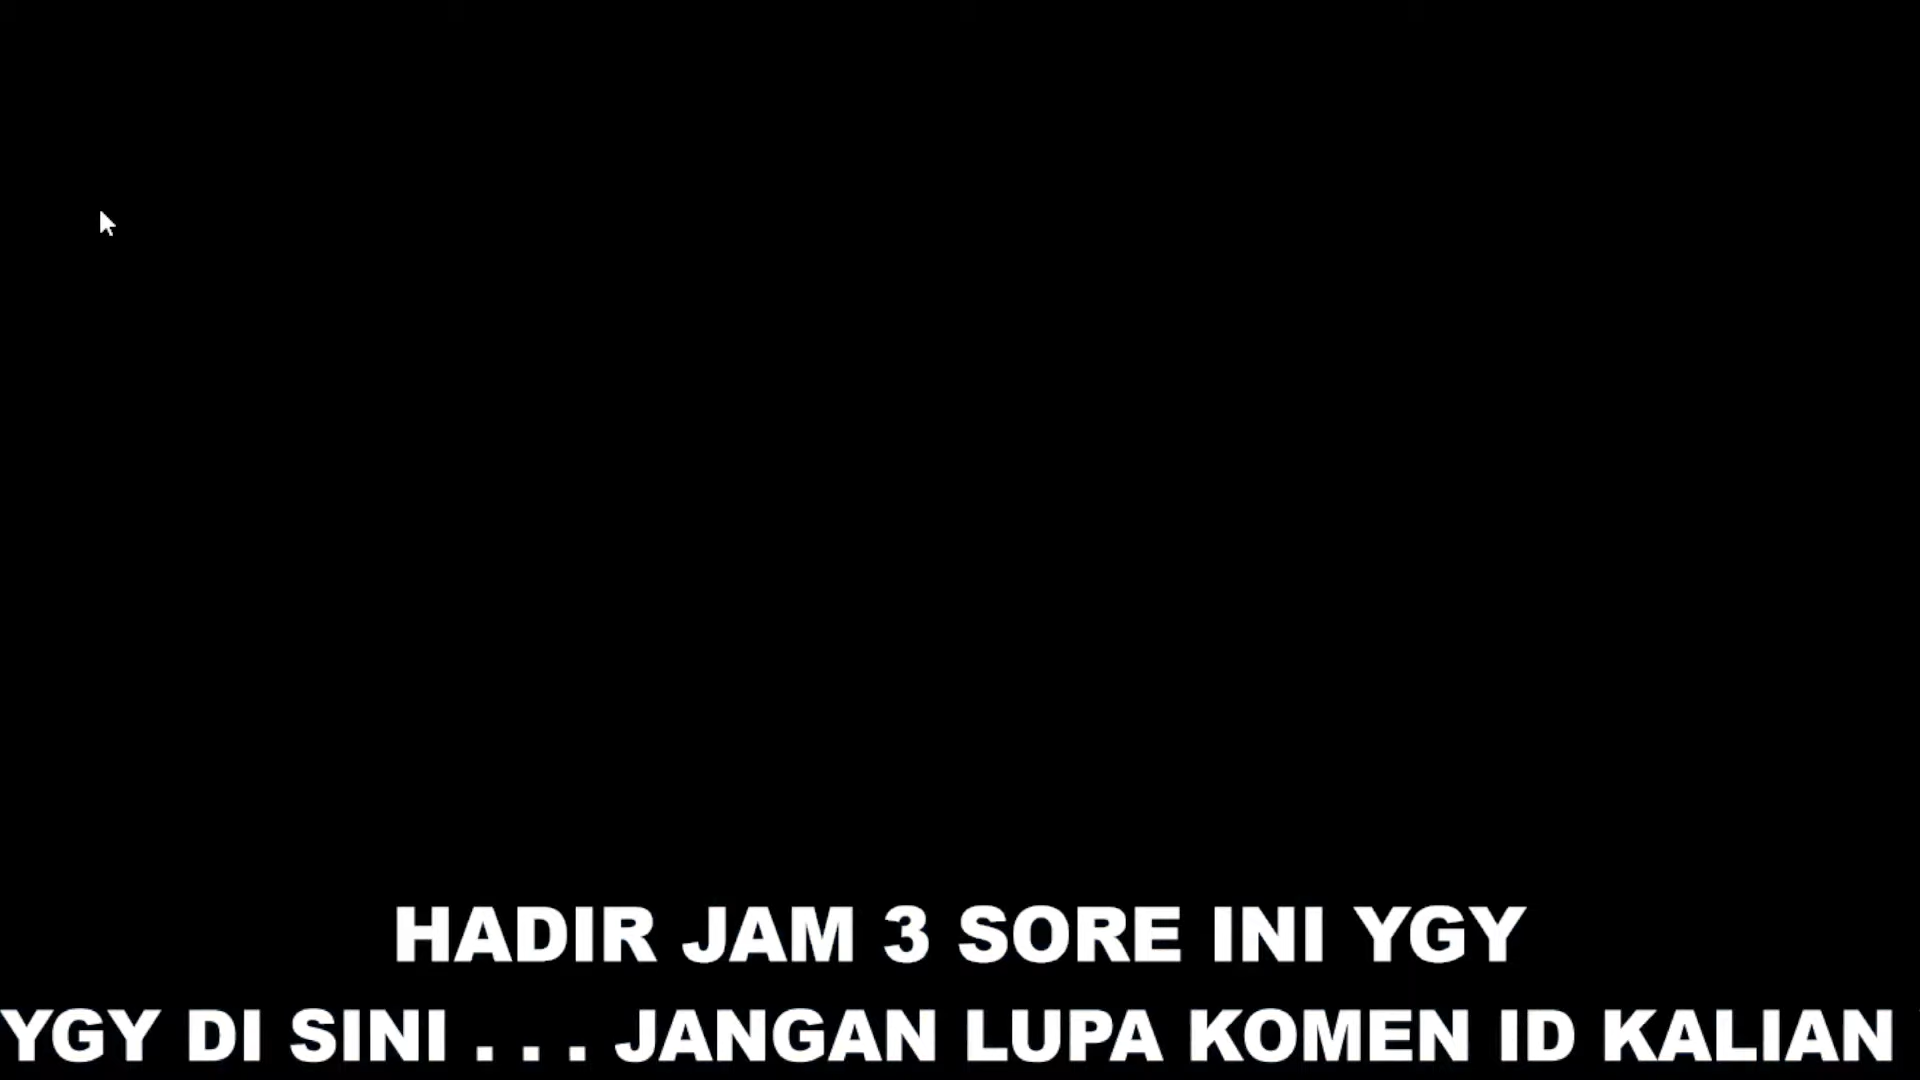 HADIR JAM 3 SORE INI YGY
YGY DI SINI . . . JANGAN LUPA KOMEN ID KALIAN